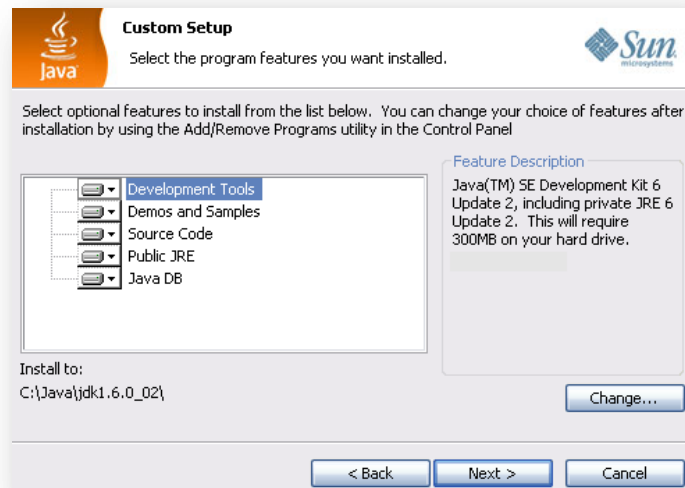 Java
Custom Setup
Select the program features you want installed.
Sun
microsystems
Select optional features to install from the list below.  You can change your choice of features after
installation by using the Add/Remove Programs utility in the Control Panel
Development Tools
Demos and Samples
Source Code
Public JRE
Java DB
Feature Description
Java(TM) SE Development Kit 6
Update 2, including private JRE 6
Update 2.  This will require
300MB on your hard drive.
Install to:
C:\Java\jdk1.6.0_02\
Change...
< Back
Next >
Cancel